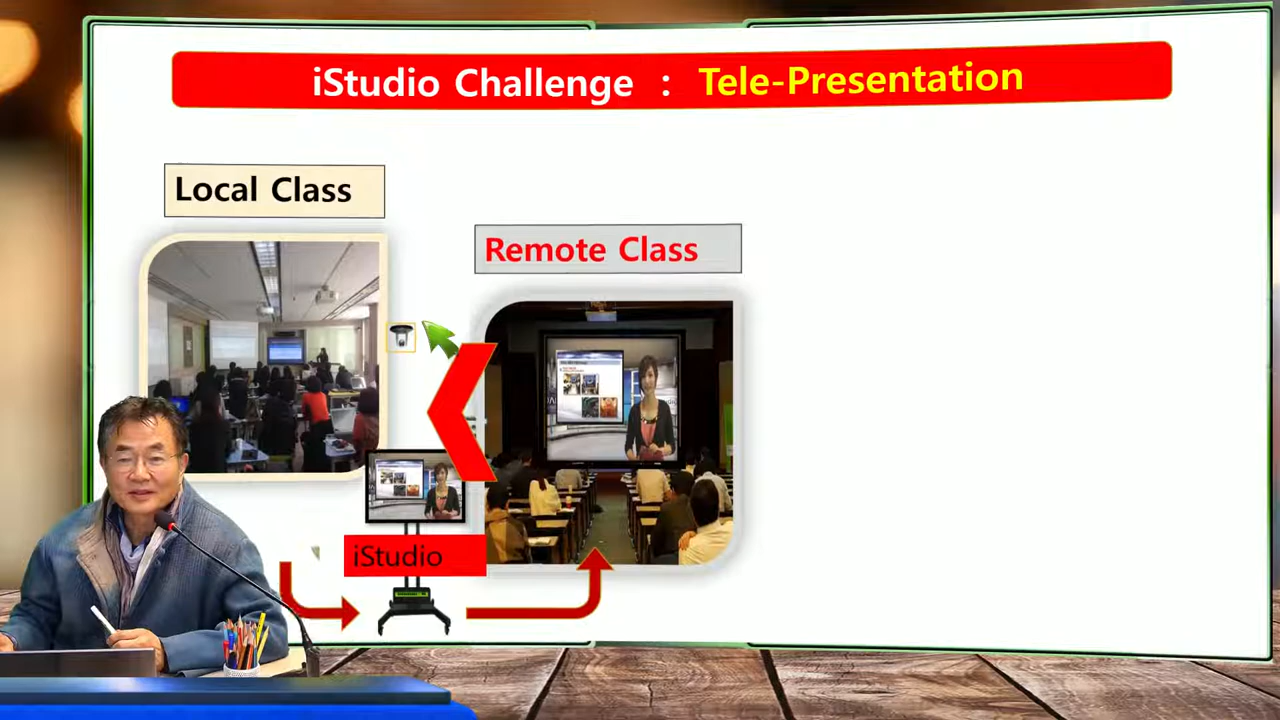 iStudio Challenge : Tele-Presentation
Local Class
Remote Class
iStudio